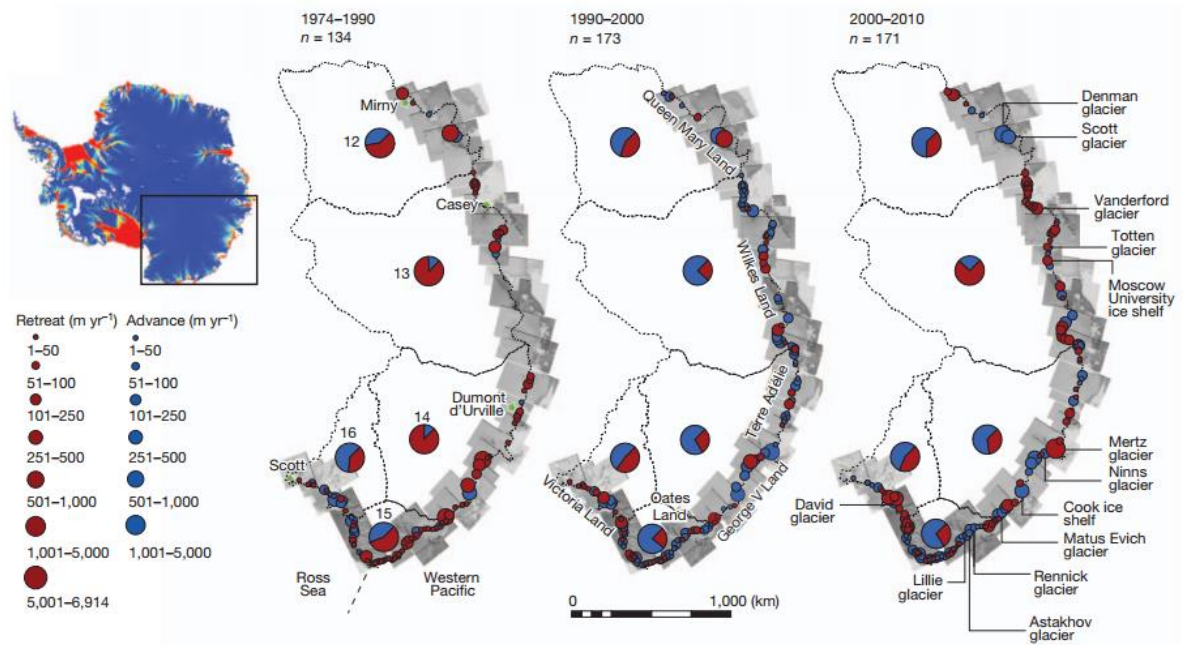 1974–1990
n = 134
1990–2000
n = 173
2000–2010
n = 171
Mirny
12
Casey
13
Dumont
d'Urville
14
16
Scott
15
Ross
Sea
Western
Pacific
Queen Mary Land
Wilkes Land
Terre Adélie
George V Land
Oates
Land
Victoria Land
Denman
glacier
Scott
glacier
Vanderford
glacier
Totten
glacier
Moscow
University
ice shelf
Mertz
glacier
Ninns
glacier
Cook ice
shelf
Matus Evich
glacier
Rennick
glacier
Astakhov
glacier
Lillie
glacier
David
glacier
Retreat (m yr⁻¹)
1–50
51–100
101–250
251–500
501–1,000
1,001–5,000
5,001–6,914
Advance (m yr⁻¹)
1–50
51–100
101–250
251–500
501–1,000
1,001–5,000
0 1,000 (km)